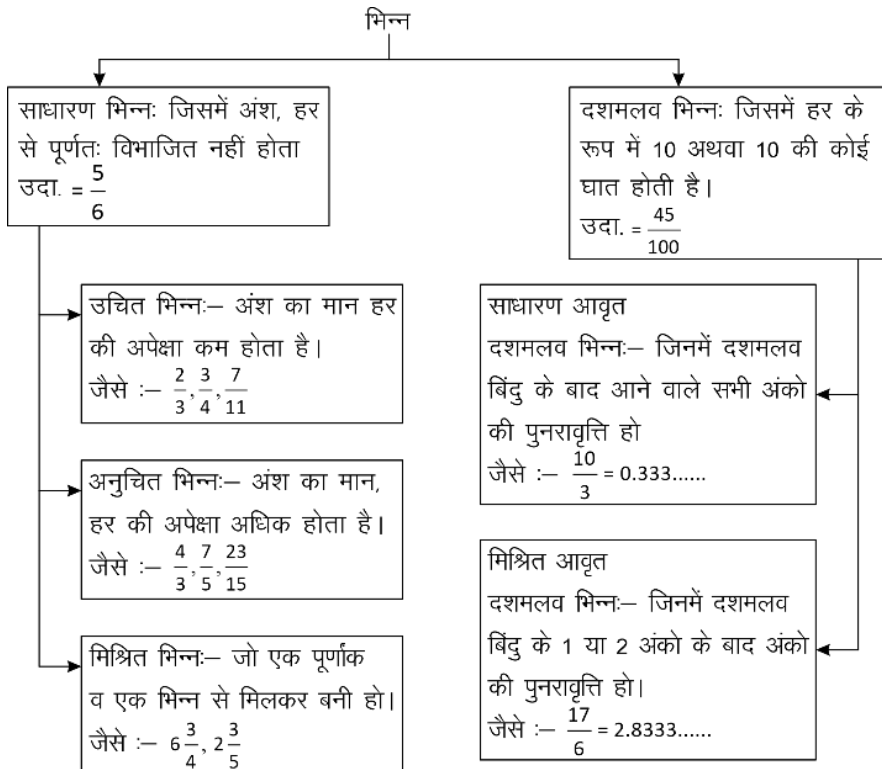 भिन्न
साधारण भिन्नः जिसमें अंश, हर
से पूर्णतः विभाजित नहीं होता
उदा. = 5/6
उचित भिन्नः– अंश का मान हर
की अपेक्षा कम होता है।
जैसे :– 2/3, 3/4, 7/11
अनुचित भिन्नः– अंश का मान,
हर की अपेक्षा अधिक होता है।
जैसे :– 4/3, 7/5, 23/15
मिश्रित भिन्नः– जो एक पूर्णांक
व एक भिन्न से मिलकर बनी हो।
जैसे :– 6 3/4, 2 3/5
दशमलव भिन्नः जिसमें हर के
रूप में 10 अथवा 10 की कोई
घात होती है।
उदा. = 45/100
साधारण आवृत
दशमलव भिन्नः– जिनमें दशमलव
बिंदु के बाद आने वाले सभी अंको
की पुनरावृत्ति हो
जैसे :– 10/3 = 0.333......
मिश्रित आवृत
दशमलव भिन्नः– जिनमें दशमलव
बिंदु के 1 या 2 अंको के बाद अंको
की पुनरावृत्ति हो।
जैसे :– 17/6 = 2.8333......